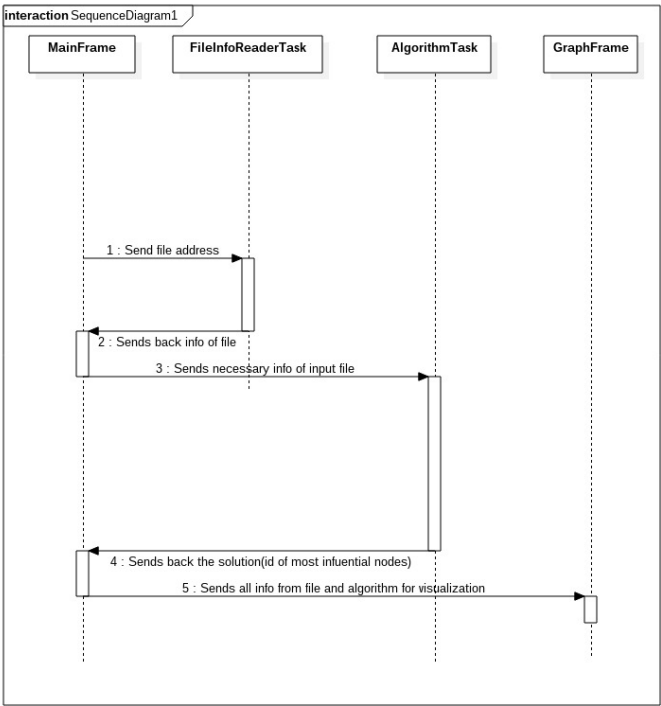 interaction SequenceDiagram1
MainFrame
FileInfoReaderTask
AlgorithmTask
GraphFrame
1 : Send file address
2 : Sends back info of file
3 : Sends necessary info of input file
4 : Sends back the solution(id of most infuential nodes)
5 : Sends all info from file and algorithm for visualization